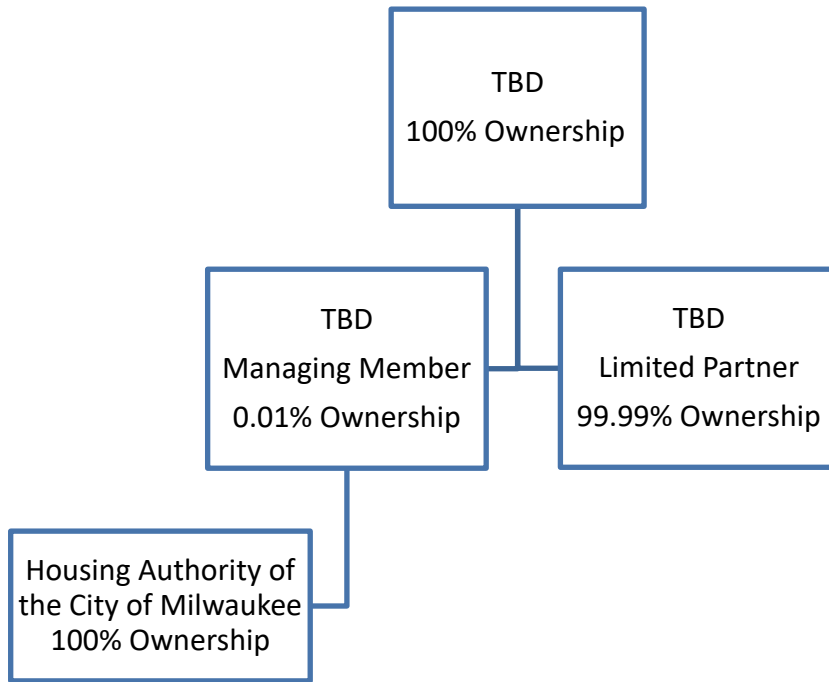 TBD
100% Ownership
TBD
Managing Member
0.01% Ownership
TBD
Limited Partner
99.99% Ownership
Housing Authority of
the City of Milwaukee
100% Ownership